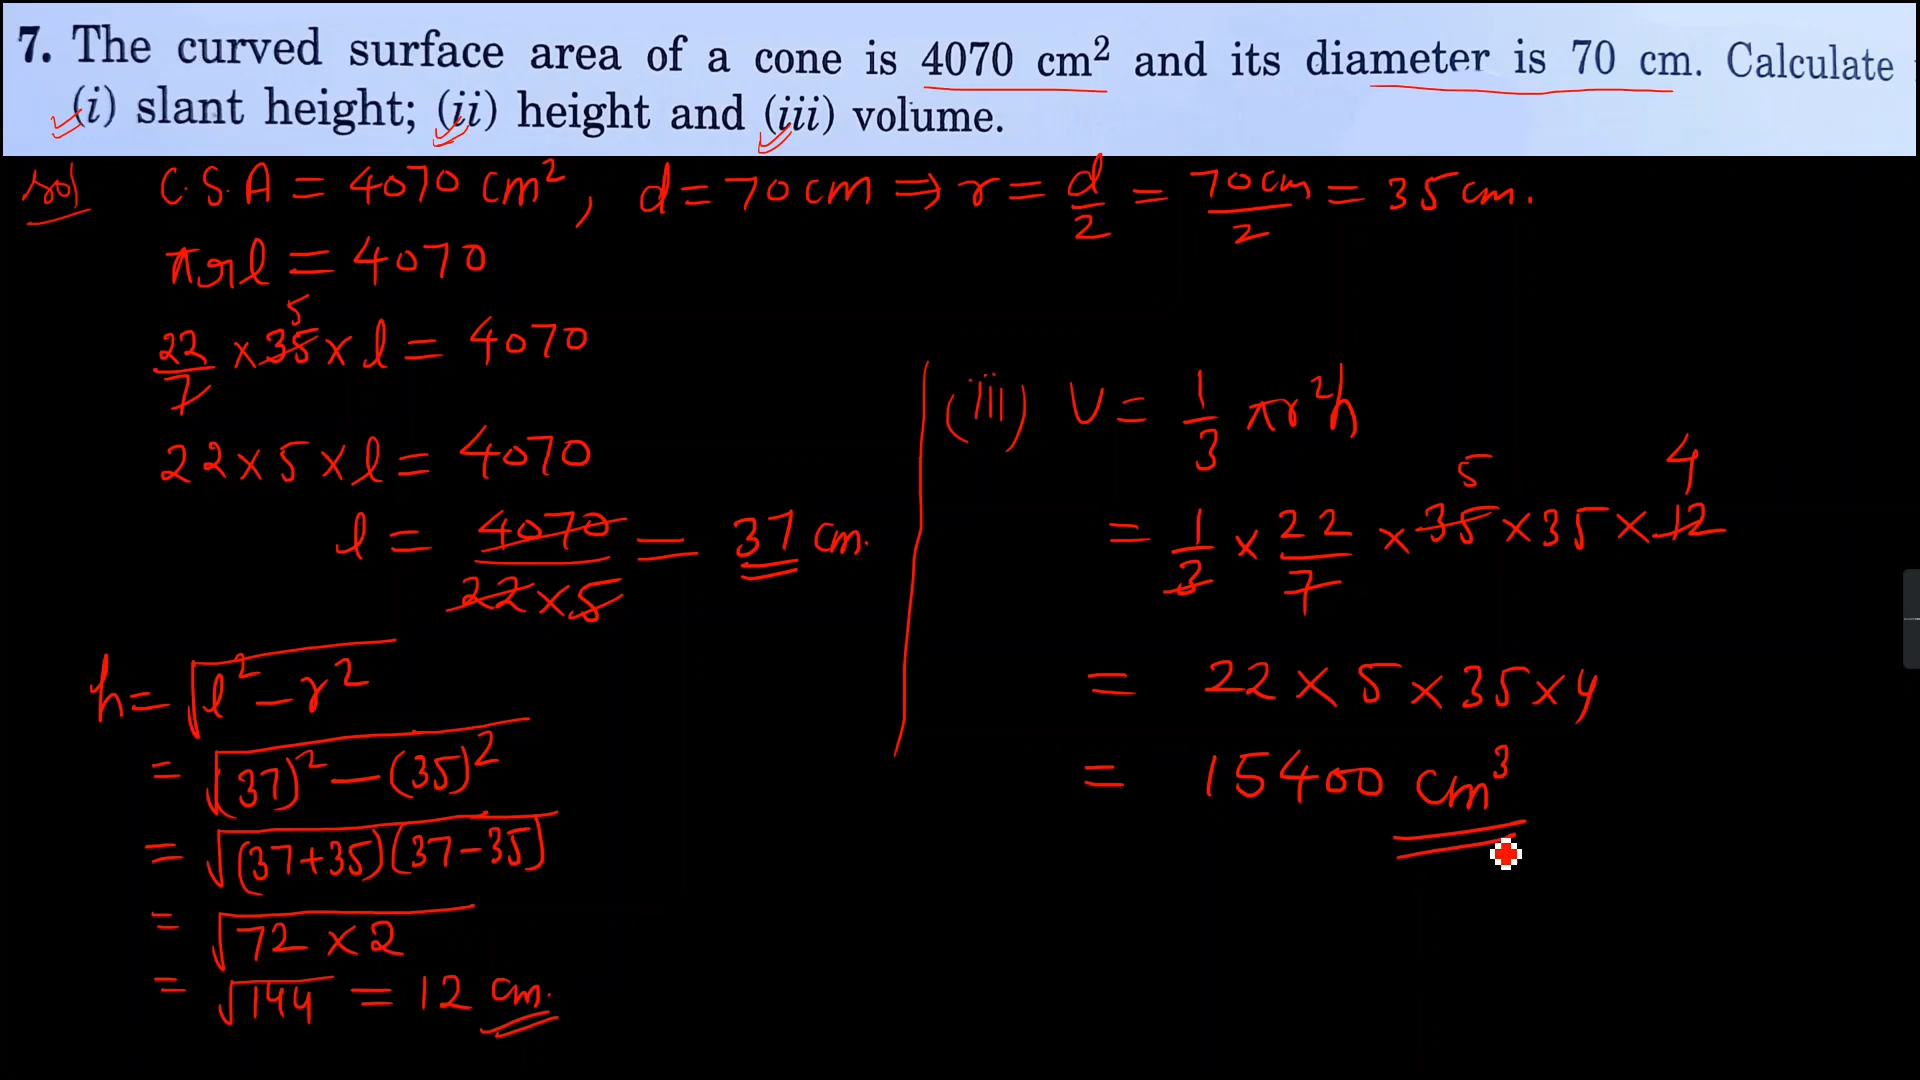 7. The curved surface area of a cone is 4070 cm² and its diameter is 70 cm. Calculate
(i) slant height; (ii) height and (iii) volume.
sol C.S.A = 4070 cm², d = 70 cm ⇒ r = d/2 = 70cm/2 = 35 cm.
πrl = 4070
5
22/7 × 35 × l = 4070
22 × 5 × l = 4070
l = 4070/(22×5) = 37 cm.
h = √(l² – r²)
= √((37)² – (35)²)
= √((37+35)(37–35))
= √(72 × 2)
= √144 = 12 cm.
(iii) V = 1/3 πr²h
5 4
= 1/3 × 22/7 × 35 × 35 × 12
= 22 × 5 × 35 × 4
= 15400 cm³